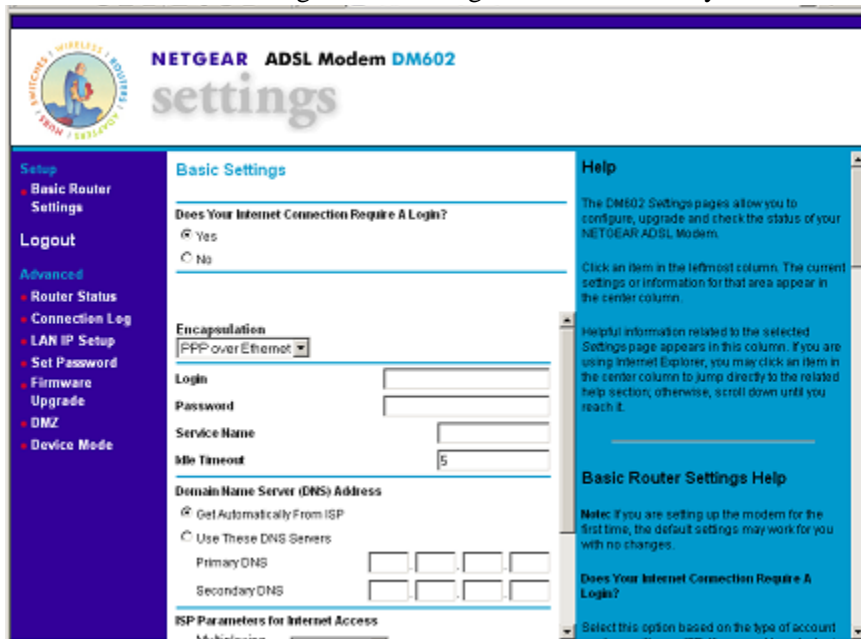 NETGEAR ADSL Modem DM602
settings
WIRELESS
ROUTERS
ADAPTERS
HUBS
SWITCHES
Setup
Basic Router
Settings
Logout
Advanced
Router Status
Connection Log
LAN IP Setup
Set Password
Firmware
Upgrade
DMZ
Device Mode
Basic Settings
Does Your Internet Connection Require A Login?
Yes
No
Encapsulation
PPP over Ethernet
Login
Password
Service Name
Idle Timeout
5
Domain Name Server (DNS) Address
Get Automatically From ISP
Use These DNS Servers
Primary DNS
. . .
Secondary DNS
. . .
ISP Parameters for Internet Access
Help
The DM602 Settings pages allow you to
configure, upgrade and check the status of your
NETGEAR ADSL Modem.
Click an item in the leftmost column. The current
settings or information for that area appear in
the center column.
Helpful information related to the selected
Settings page appears in this column. If you are
using Internet Explorer, you may click an item in
the center column to jump directly to the related
help section; otherwise, scroll down until you
reach it.
Basic Router Settings Help
Note: If you are setting up the modem for the
first time, the default settings may work for you
with no changes.
Does Your Internet Connection Require A
Login?
Select this option based on the type of account